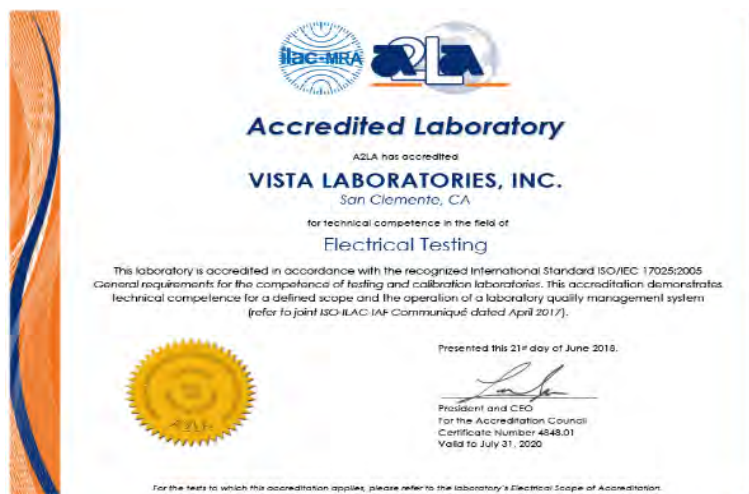 ilac-MRA
A2LA
Accredited Laboratory
A2LA has accredited
VISTA LABORATORIES, INC.
San Clemente, CA
for technical competence in the field of
Electrical Testing
This laboratory is accredited in accordance with the recognized International Standard ISO/IEC 17025:2005
General requirements for the competence of testing and calibration laboratories. This accreditation demonstrates
technical competence for a defined scope and the operation of a laboratory quality management system
(refer to joint ISO-ILAC-IAF Communiqué dated April 2017).
Presented this 21st day of June 2018.
President and CEO
For the Accreditation Council
Certificate Number 4848.01
Valid to July 31, 2020
A2LA
For the tests to which this accreditation applies, please refer to the laboratory's Electrical Scope of Accreditation.